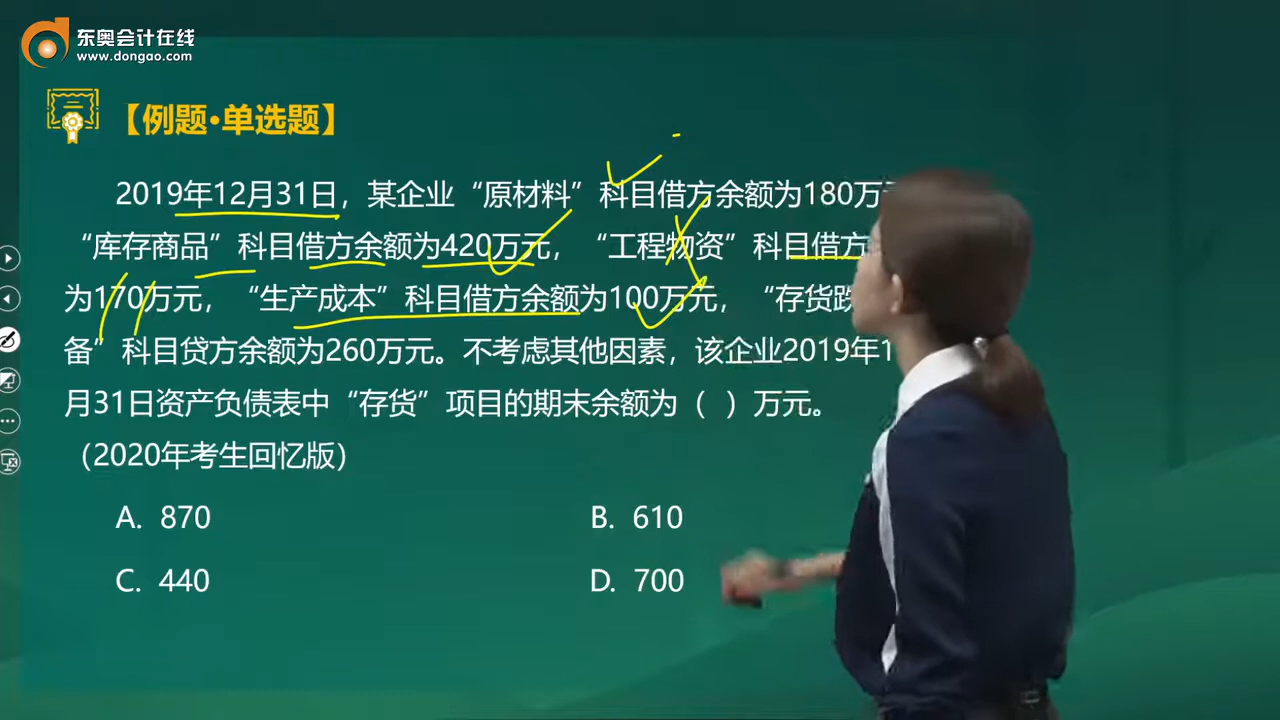 东奥会计在线
www.dongao.com
【例题·单选题】
2019年12月31日，某企业“原材料”科目借方余额为180万
“库存商品”科目借方余额为420万元，“工程物资”科目借方
为170万元，“生产成本”科目借方余额为100万元，“存货跌
备”科目贷方余额为260万元。不考虑其他因素，该企业2019年1
月31日资产负债表中“存货”项目的期末余额为（ ）万元。
（2020年考生回忆版）
A. 870
B. 610
C. 440
D. 700